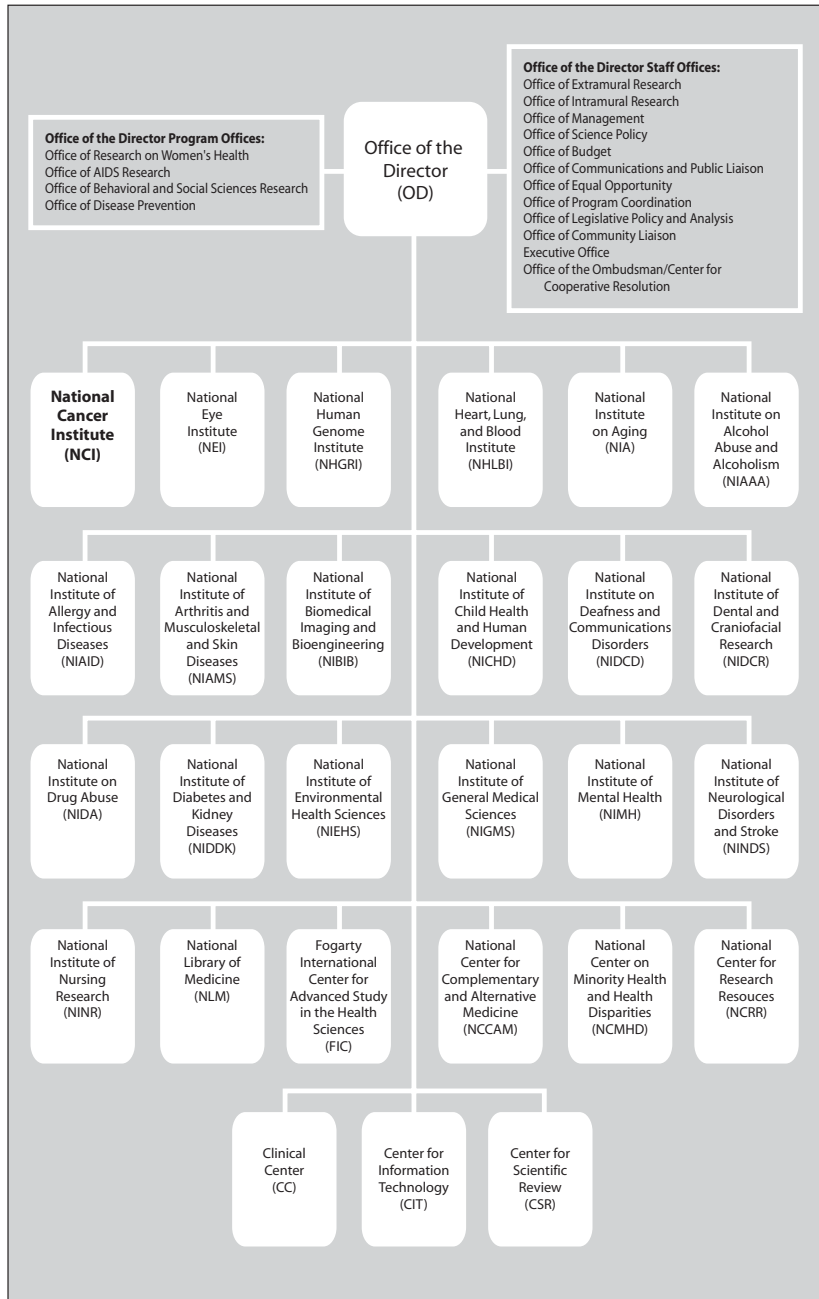 Office of the Director Program Offices:
Office of Research on Women's Health
Office of AIDS Research
Office of Behavioral and Social Sciences Research
Office of Disease Prevention
Office of the
Director
(OD)
Office of the Director Staff Offices:
Office of Extramural Research
Office of Intramural Research
Office of Management
Office of Science Policy
Office of Budget
Office of Communications and Public Liaison
Office of Equal Opportunity
Office of Program Coordination
Office of Legislative Policy and Analysis
Office of Community Liaison
Executive Office
Office of the Ombudsman/Center for
Cooperative Resolution
National
Cancer
Institute
(NCI)
National
Eye
Institute
(NEI)
National
Human
Genome
Institute
(NHGRI)
National
Heart, Lung,
and Blood
Institute
(NHLBI)
National
Institute
on Aging
(NIA)
National
Institute on
Alcohol
Abuse and
Alcoholism
(NIAAA)
National
Institute of
Allergy and
Infectious
Diseases
(NIAID)
National
Institute of
Arthritis and
Musculoskeletal
and Skin
Diseases
(NIAMS)
National
Institute of
Biomedical
Imaging and
Bioengineering
(NIBIB)
National
Institute of
Child Health
and Human
Development
(NICHD)
National
Institute on
Deafness and
Communications
Disorders
(NIDCD)
National
Institute of
Dental and
Craniofacial
Research
(NIDCR)
National
Institute on
Drug Abuse
(NIDA)
National
Institute of
Diabetes and
Kidney
Diseases
(NIDDK)
National
Institute of
Environmental
Health Sciences
(NIEHS)
National
Institute of
General Medical
Sciences
(NIGMS)
National
Institute of
Mental Health
(NIMH)
National
Institute of
Neurological
Disorders
and Stroke
(NINDS)
National
Institute of
Nursing
Research
(NINR)
National
Library of
Medicine
(NLM)
Fogarty
International
Center for
Advanced Study
in the Health
Sciences
(FIC)
National
Center for
Complementary
and Alternative
Medicine
(NCCAM)
National
Center on
Minority Health
and Health
Disparities
(NCMHD)
National
Center for
Research
Resouces
(NCRR)
Clinical
Center
(CC)
Center for
Information
Technology
(CIT)
Center for
Scientific
Review
(CSR)